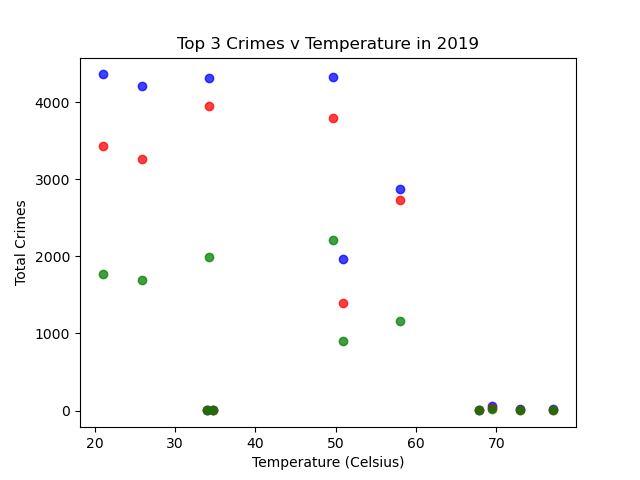 Top 3 Crimes v Temperature in 2019
4000
3000
2000
1000
0
Total Crimes
20 30 40 50 60 70
Temperature (Celsius)